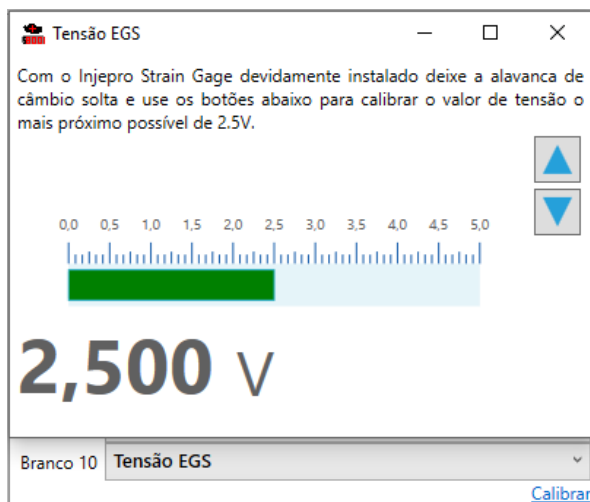 Tensão EGS
Com o Injepro Strain Gage devidamente instalado deixe a alavanca de
câmbio solta e use os botões abaixo para calibrar o valor de tensão o
mais próximo possível de 2.5V.
0,0 0,5 1,0 1,5 2,0 2,5 3,0 3,5 4,0 4,5 5,0
2,500 V
Branco 10 Tensão EGS
Calibrar